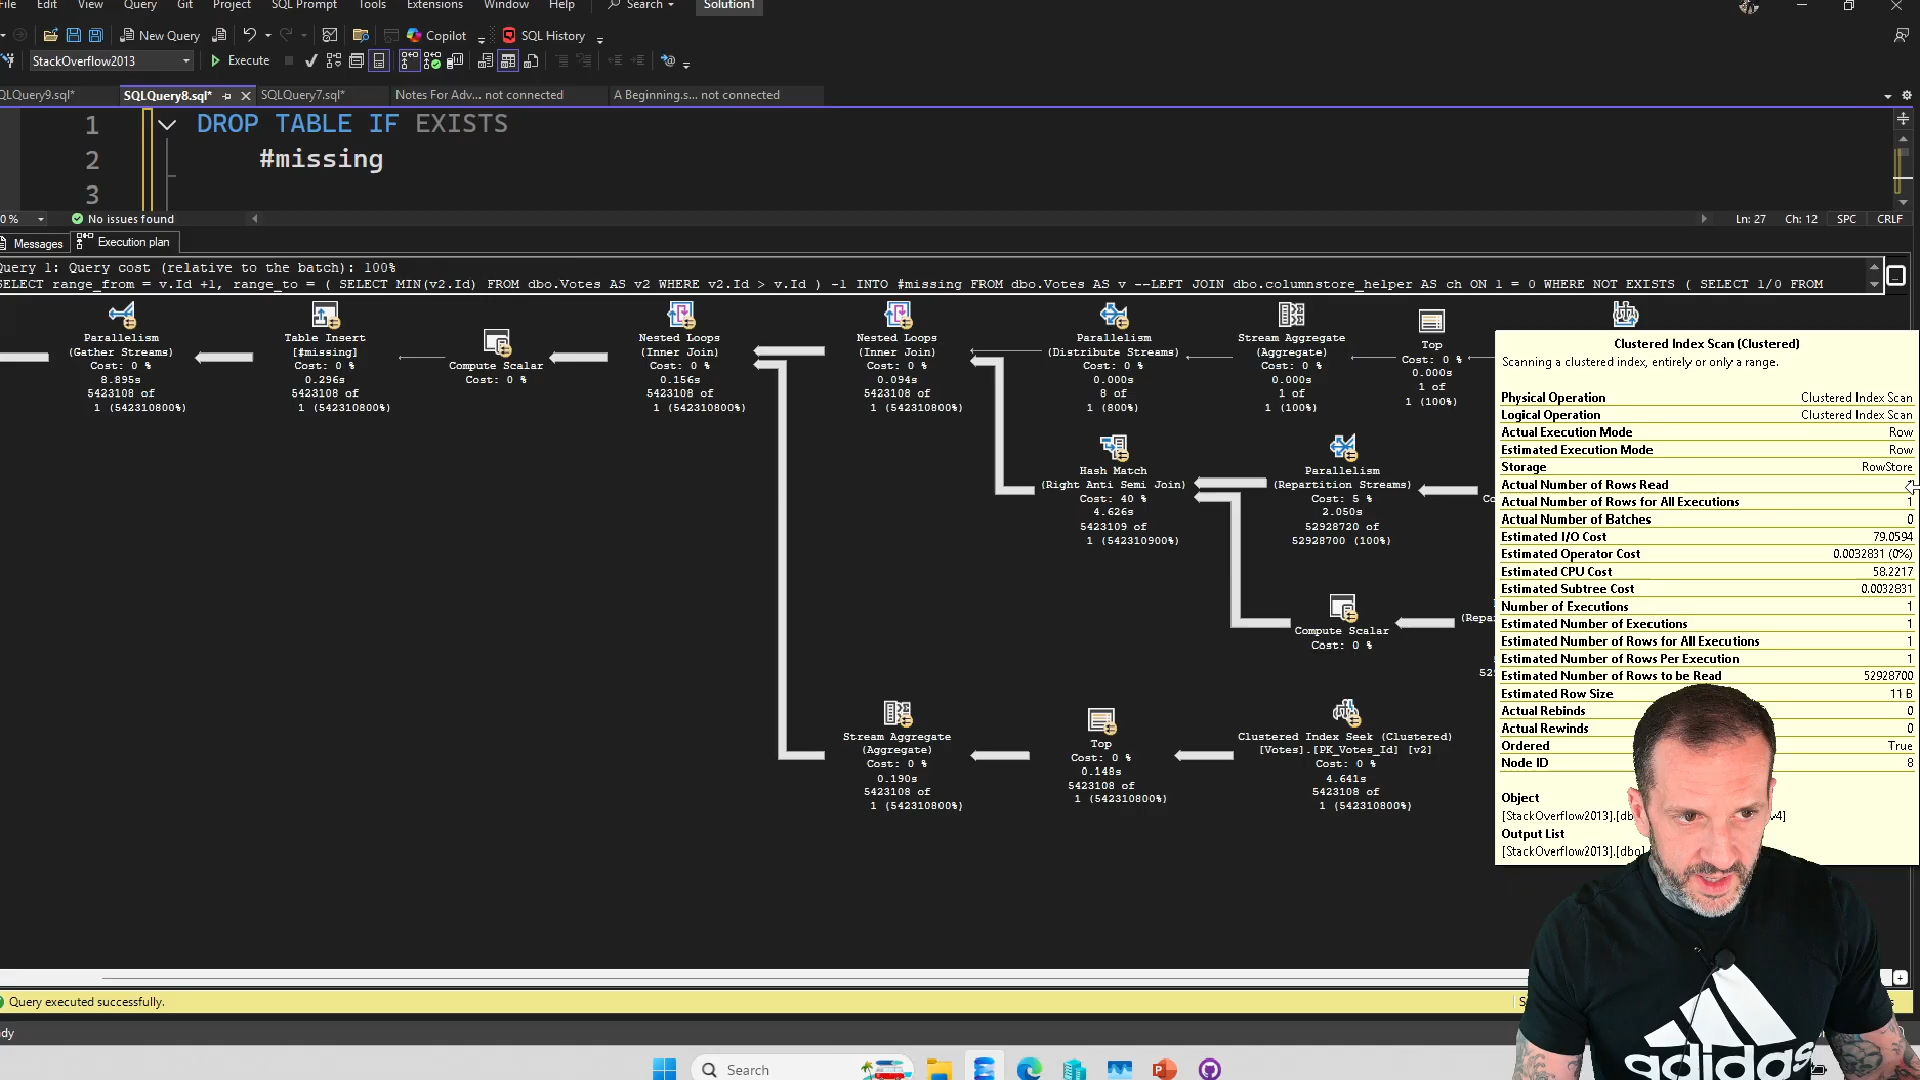 File Edit View Query Git Project SQL Prompt Tools Extensions Window Help Search Solution1
New Query Copilot SQL History
StackOverflow2013 Execute
SQLQuery8.sql* SQLQuery7.sql* Notes For Adv... not connected A Beginning.s... not connected
1 DROP TABLE IF EXISTS
2 #missing
3
0 % No issues found Ln: 27 Ch: 12 SPC CRLF
Messages Execution plan
Query 1: Query cost (relative to the batch): 100%
SELECT range_from = v.Id +1, range_to = ( SELECT MIN(v2.Id) FROM dbo.Votes AS v2 WHERE v2.Id > v.Id ) -1 INTO #missing FROM dbo.Votes AS v --LEFT JOIN dbo.columnstore_helper AS ch ON 1 = 0 WHERE NOT EXISTS ( SELECT 1/0 FROM
Parallelism
(Gather Streams)
Cost: 0 %
8.895s
5423108 of
1 (542310800%)
Table Insert
[#missing]
Cost: 0 %
0.296s
5423108 of
1 (542310800%)
Compute Scalar
Cost: 0 %
Nested Loops
(Inner Join)
Cost: 0 %
0.156s
5423108 of
1 (542310800%)
Nested Loops
(Inner Join)
Cost: 0 %
0.094s
5423108 of
1 (542310800%)
Parallelism
(Distribute Streams)
Cost: 0 %
0.000s
8 of
1 (800%)
Stream Aggregate
(Aggregate)
Cost: 0 %
0.000s
1 of
1 (100%)
Top
Cost: 0 %
0.000s
1 of
1 (100%)
Hash Match
(Right Anti Semi Join)
Cost: 40 %
4.626s
5423109 of
1 (542310900%)
Parallelism
(Repartition Streams)
Cost: 5 %
2.050s
52928720 of
52928700 (100%)
Compute Scalar
Cost: 0 %
Stream Aggregate
(Aggregate)
Cost: 0 %
0.190s
5423108 of
1 (542310800%)
Top
Cost: 0 %
0.148s
5423108 of
1 (542310800%)
Clustered Index Seek (Clustered)
[Votes].[PK_Votes_Id] [v2]
Cost: 0 %
4.641s
5423108 of
1 (542310800%)
Clustered Index Scan (Clustered)
Scanning a clustered index, entirely or only a range.
Physical Operation Clustered Index Scan
Logical Operation Clustered Index Scan
Actual Execution Mode Row
Estimated Execution Mode Row
Storage RowStore
Actual Number of Rows Read
Actual Number of Rows for All Executions 1
Actual Number of Batches 0
Estimated I/O Cost 79.0594
Estimated Operator Cost 0.0032831 (0%)
Estimated CPU Cost 58.2217
Estimated Subtree Cost 0.0032831
Number of Executions 1
Estimated Number of Executions 1
Estimated Number of Rows for All Executions 1
Estimated Number of Rows Per Execution 1
Estimated Number of Rows to be Read 52928700
Estimated Row Size 11 B
Actual Rebinds 0
Actual Rewinds 0
Ordered True
Node ID 8
Object
[StackOverflow2013].[db v4]
Output List
[StackOverflow2013].[dbo]
Query executed successfully.
Search
adidas